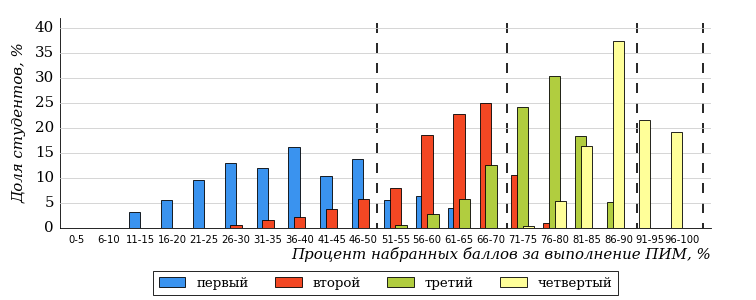 Доля студентов, %
40
35
30
25
20
15
10
5
0
0-5 6-10 11-15 16-20 21-25 26-30 31-35 36-40 41-45 46-50 51-55 56-60 61-65 66-70 71-75 76-80 81-85 86-90 91-95 96-100
Процент набранных баллов за выполнение ПИМ, %
первый второй третий четвертый